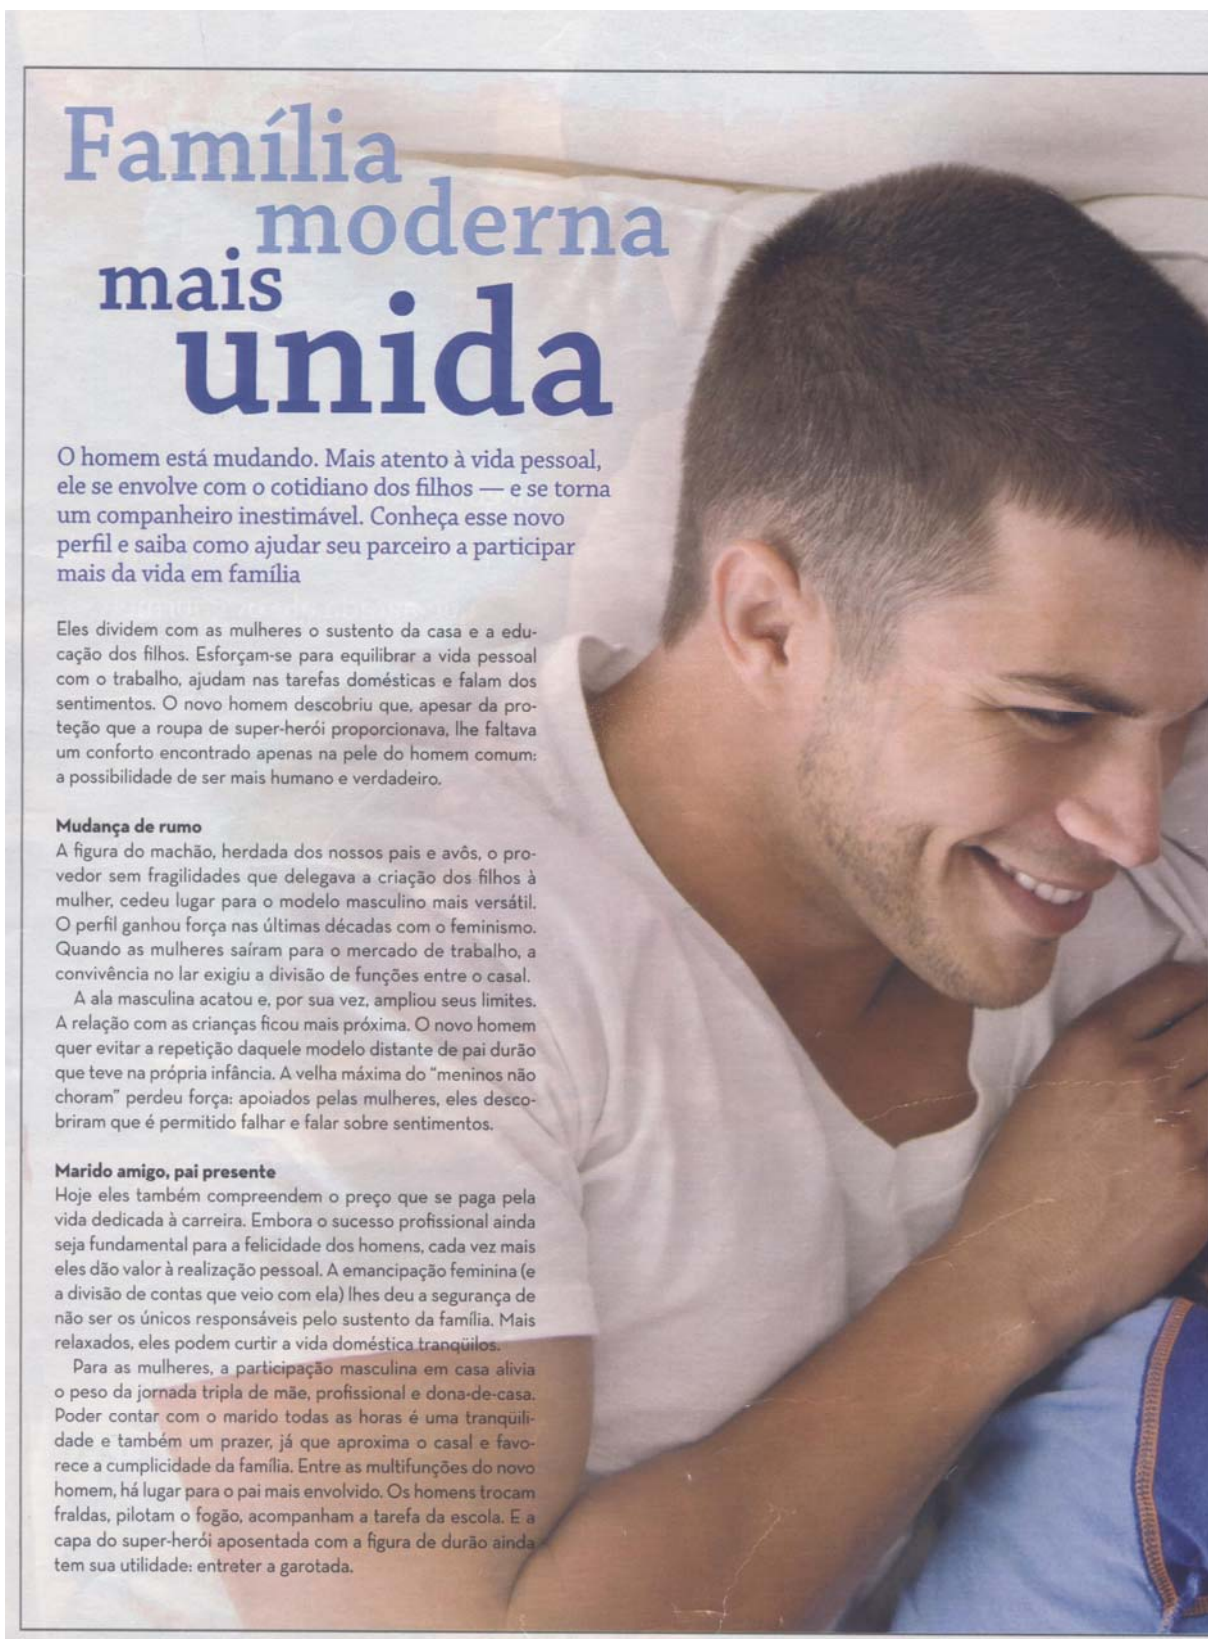 Família
moderna
mais
unida
O homem está mudando. Mais atento à vida pessoal,
ele se envolve com o cotidiano dos filhos — e se torna
um companheiro inestimável. Conheça esse novo
perfil e saiba como ajudar seu parceiro a participar
mais da vida em família
Eles dividem com as mulheres o sustento da casa e a edu-
cação dos filhos. Esforçam-se para equilibrar a vida pessoal
com o trabalho, ajudam nas tarefas domésticas e falam dos
sentimentos. O novo homem descobriu que, apesar da pro-
teção que a roupa de super-herói proporcionava, lhe faltava
um conforto encontrado apenas na pele do homem comum:
a possibilidade de ser mais humano e verdadeiro.
Mudança de rumo
A figura do machão, herdada dos nossos pais e avôs, o pro-
vedor sem fragilidades que delegava a criação dos filhos à
mulher, cedeu lugar para o modelo masculino mais versátil.
O perfil ganhou força nas últimas décadas com o feminismo.
Quando as mulheres saíram para o mercado de trabalho, a
convivência no lar exigiu a divisão de funções entre o casal.
A ala masculina acatou e, por sua vez, ampliou seus limites.
A relação com as crianças ficou mais próxima. O novo homem
quer evitar a repetição daquele modelo distante de pai durão
que teve na própria infância. A velha máxima do "meninos não
choram" perdeu força: apoiados pelas mulheres, eles desco-
briram que é permitido falhar e falar sobre sentimentos.
Marido amigo, pai presente
Hoje eles também compreendem o preço que se paga pela
vida dedicada à carreira. Embora o sucesso profissional ainda
seja fundamental para a felicidade dos homens, cada vez mais
eles dão valor à realização pessoal. A emancipação feminina (e
a divisão de contas que veio com ela) lhes deu a segurança de
não ser os únicos responsáveis pelo sustento da família. Mais
relaxados, eles podem curtir a vida doméstica tranqüilos.
Para as mulheres, a participação masculina em casa alivia
o peso da jornada tripla de mãe, profissional e dona-de-casa.
Poder contar com o marido todas as horas é uma tranqüili-
dade e também um prazer, já que aproxima o casal e favo-
rece a cumplicidade da família. Entre as multifunções do novo
homem, há lugar para o pai mais envolvido. Os homens trocam
fraldas, pilotam o fogão, acompanham a tarefa da escola. E a
capa do super-herói aposentada com a figura de durão ainda
tem sua utilidade: entreter a garotada.